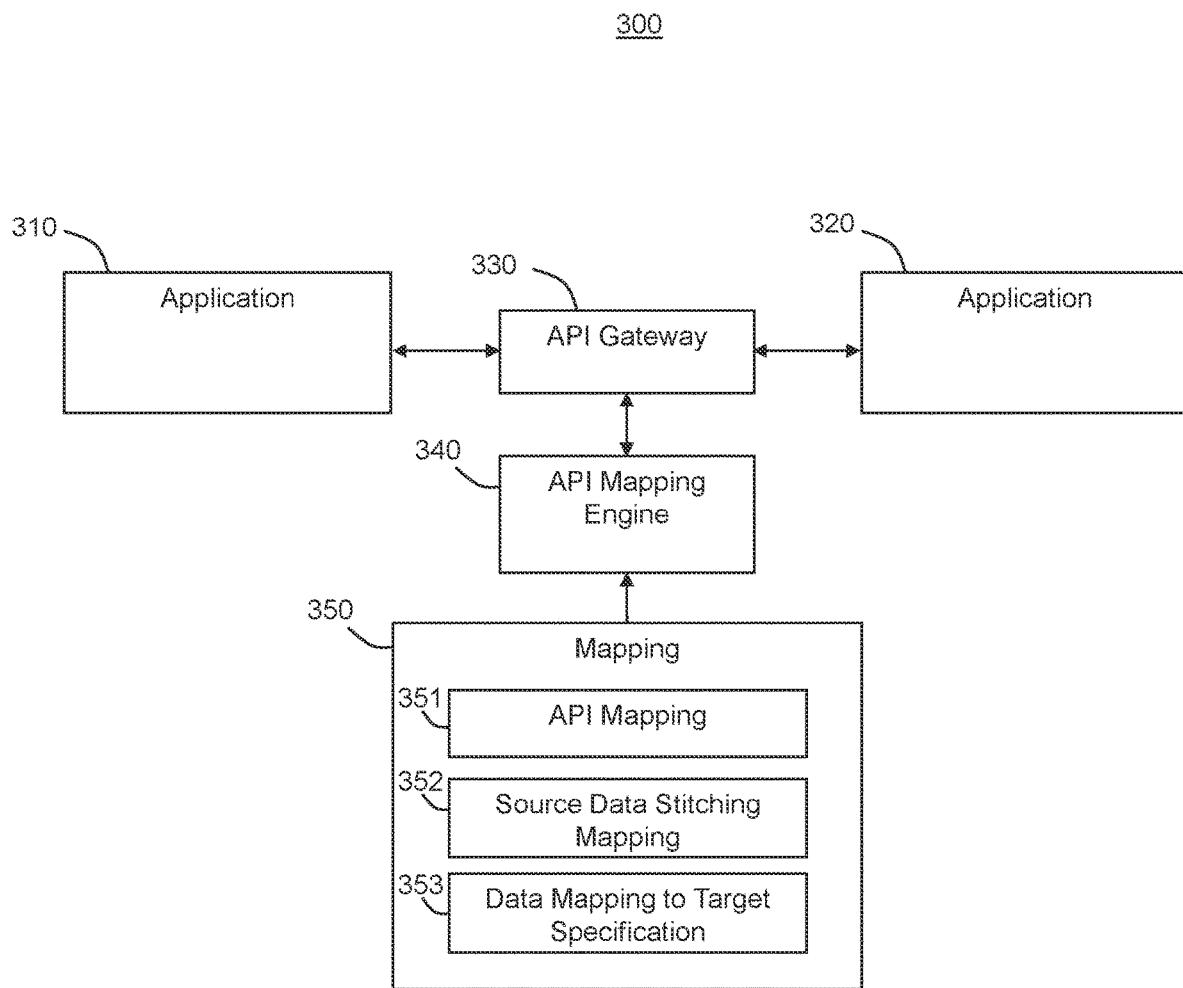 300
310
Application
330
API Gateway
320
Application
340
API Mapping
Engine
350
Mapping
351
API Mapping
352
Source Data Stitching
Mapping
353
Data Mapping to Target
Specification